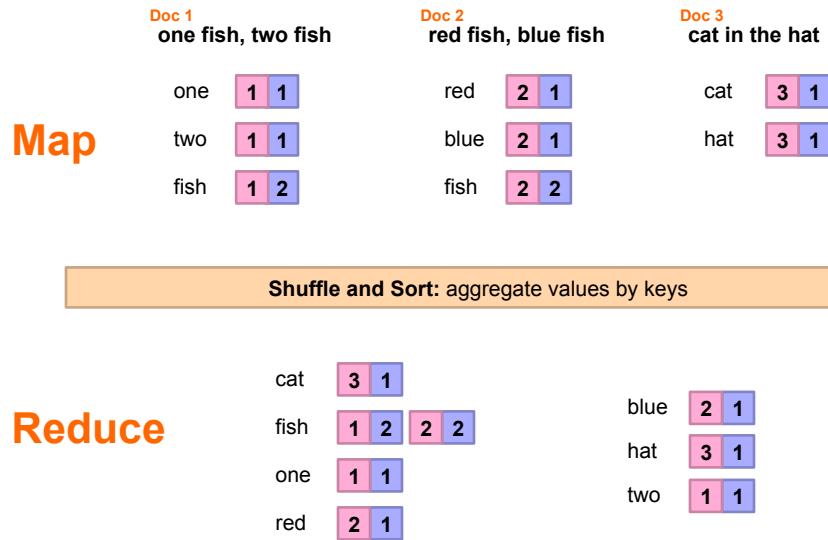 Doc 1 Doc 2 Doc 3
one fish, two fish red fish, blue fish cat in the hat
one 1 1 red 2 1 cat 3 1
Map two 1 1 blue 2 1 hat 3 1
fish 1 2 fish 2 2
Shuffle and Sort: aggregate values by keys
cat 3 1
blue 2 1
Reduce fish 1 2 2 2
hat 3 1
one 1 1
two 1 1
red 2 1